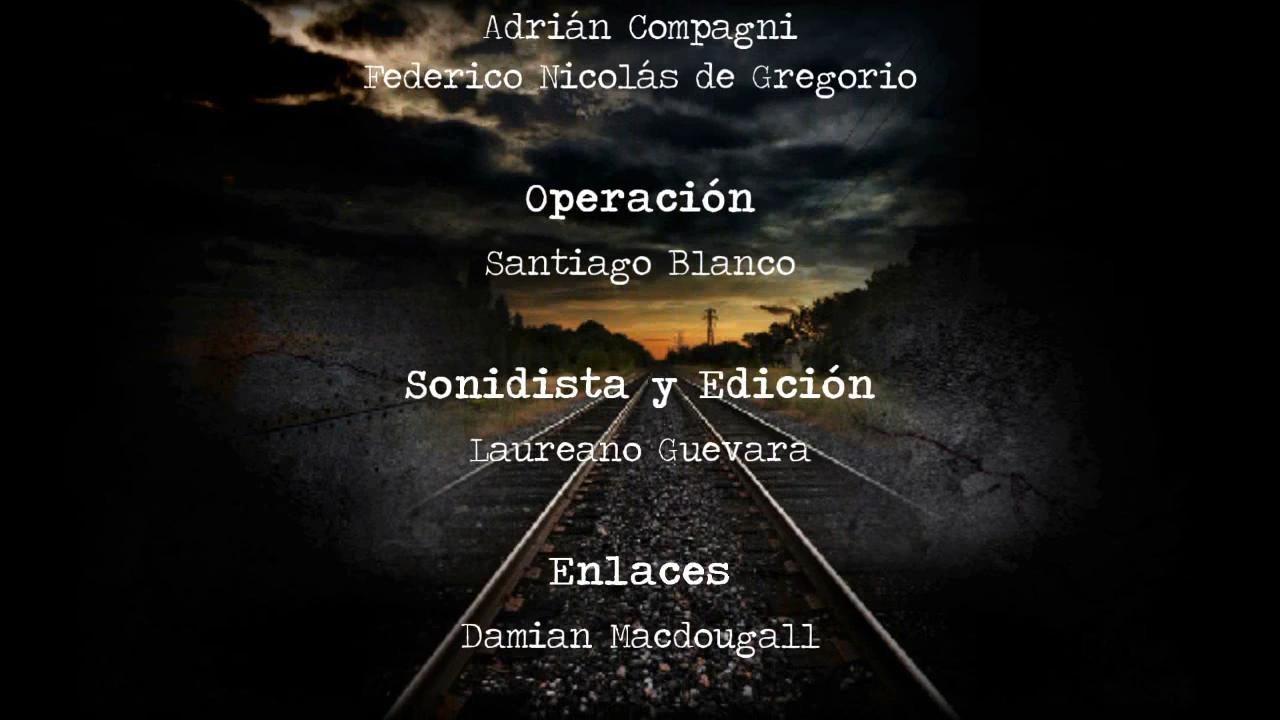 Adrián Compagni
Federico Nicolás de Gregorio
Operación
Santiago Blanco
Sonidista y Edición
Laureano Guevara
Enlaces
Damian Macdougall